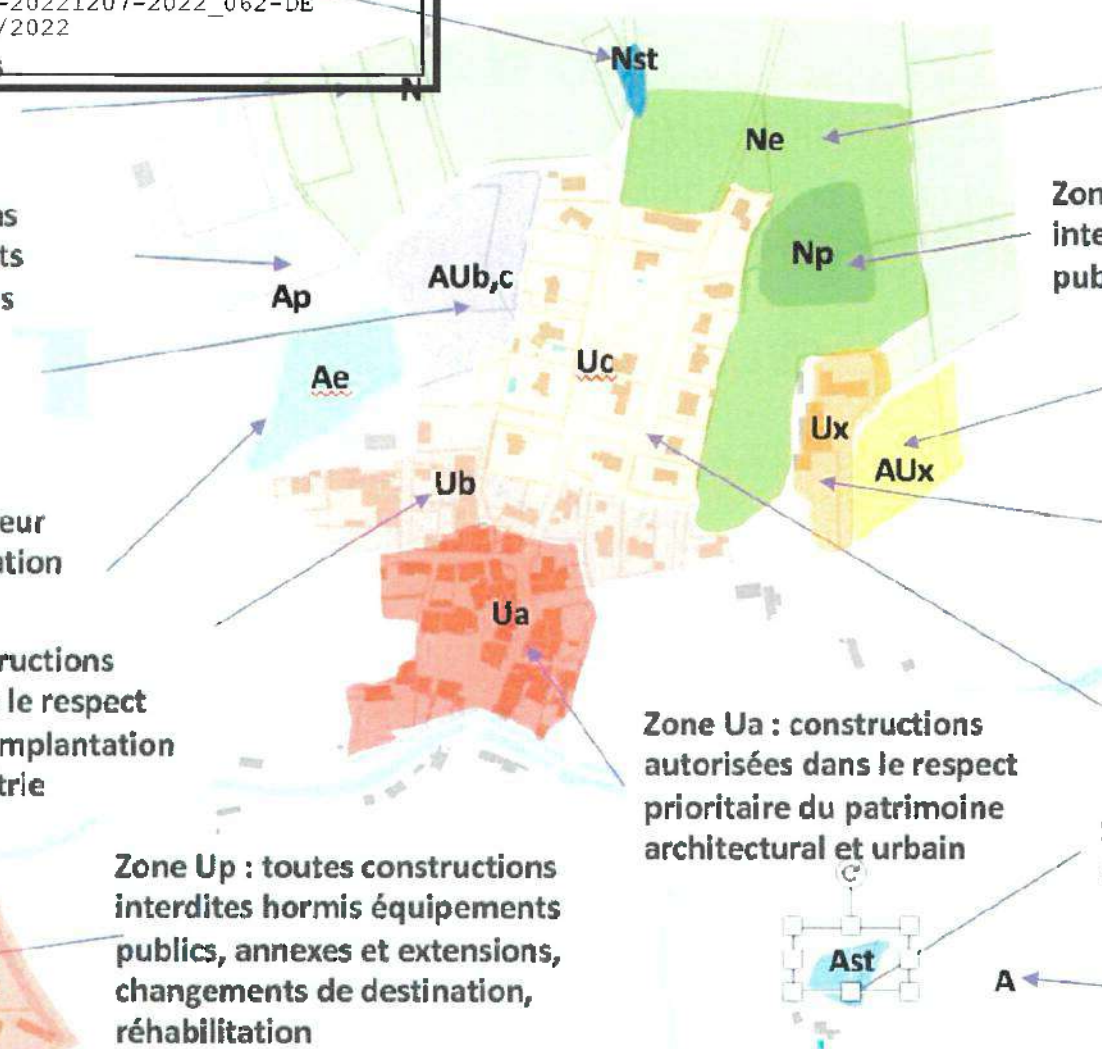 -20221207-2022_062-DE
/2022
N
Nst
Ne
Zon
inte
pub
Np
ns
ts
s
AUb,c
Ap
Ae
Uc
Ux
AUx
Ub
eur
ation
Ua
ructions
le respect
mplantation
trie
Zone Ua : constructions
autorisées dans le respect
prioritaire du patrimoine
architectural et urbain
Zone Up : toutes constructions
interdites hormis équipements
publics, annexes et extensions,
changements de destination,
réhabilitation
Ast
A